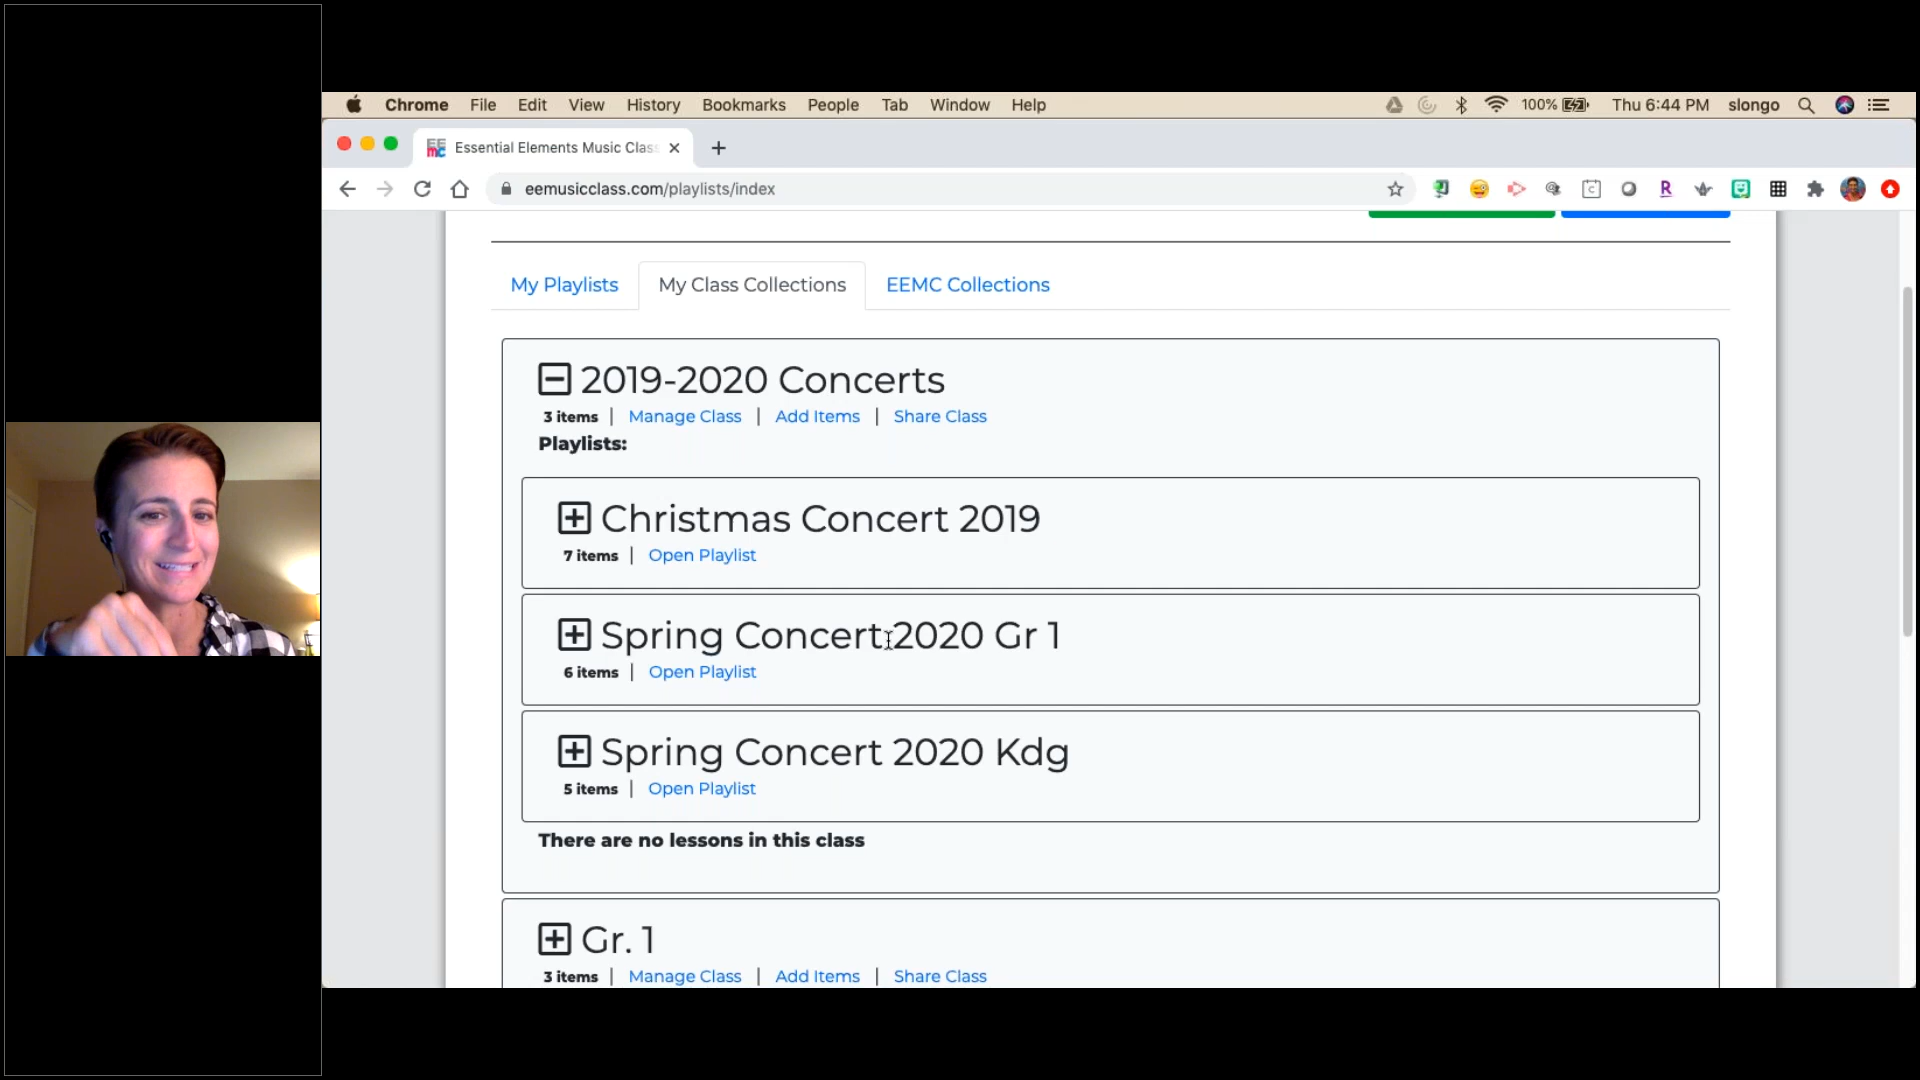 Chrome File Edit View History Bookmarks People Tab Window Help 100% Thu 6:44 PM slongo
Essential Elements Music Clas
eemusicclass.com/playlists/index
My Playlists My Class Collections EEMC Collections
2019-2020 Concerts
3 items | Manage Class | Add Items | Share Class
Playlists:
Christmas Concert 2019
7 items | Open Playlist
Spring Concert 2020 Gr 1
6 items | Open Playlist
Spring Concert 2020 Kdg
5 items | Open Playlist
There are no lessons in this class
Gr. 1
3 items | Manage Class | Add Items | Share Class